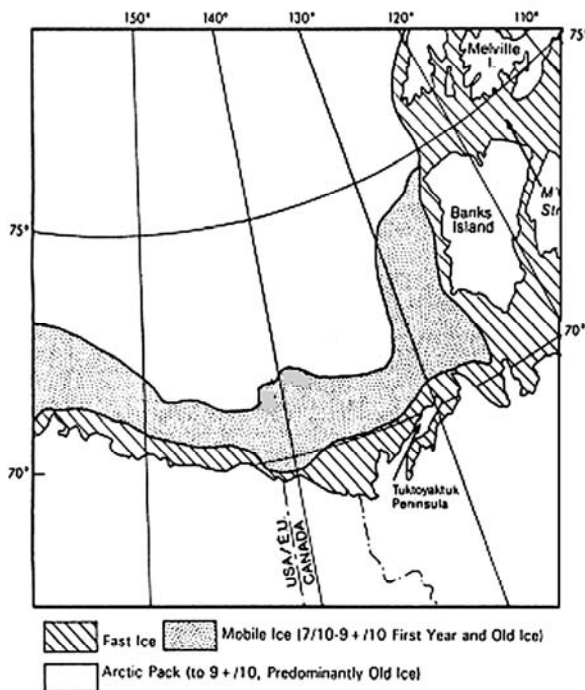 150° 140° 130° 120° 110°
75°
Melville
I.
M'
Str
Banks
Island
75°
70°
70°
Tuktoyaktuk
Peninsula
USA/E.U.
CANADA
Fast Ice
Mobile Ice (7/10-9+/10 First Year and Old Ice)
Arctic Pack (to 9+/10, Predominantly Old Ice)